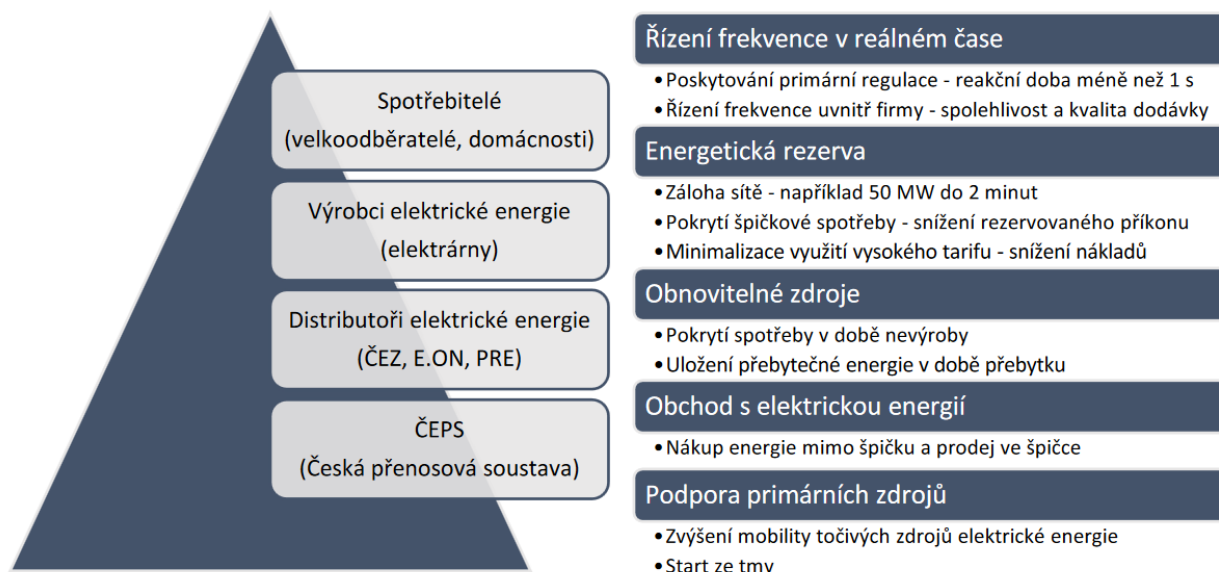 Spotřebitelé
(velkoodběratelé, domácnosti)
Výrobci elektrické energie
(elektrárny)
Distributoři elektrické energie
(ČEZ, E.ON, PRE)
ČEPS
(Česká přenosová soustava)
Řízení frekvence v reálném čase
•Poskytování primární regulace - reakční doba méně než 1 s
•Řízení frekvence uvnitř firmy - spolehlivost a kvalita dodávky
Energetická rezerva
•Záloha sítě - například 50 MW do 2 minut
•Pokrytí špičkové spotřeby - snížení rezervovaného příkonu
•Minimalizace využití vysokého tarifu - snížení nákladů
Obnovitelné zdroje
•Pokrytí spotřeby v době nevýroby
•Uložení přebytečné energie v době přebytku
Obchod s elektrickou energií
•Nákup energie mimo špičku a prodej ve špičce
Podpora primárních zdrojů
•Zvýšení mobility točivých zdrojů elektrické energie
•Start ze tmy